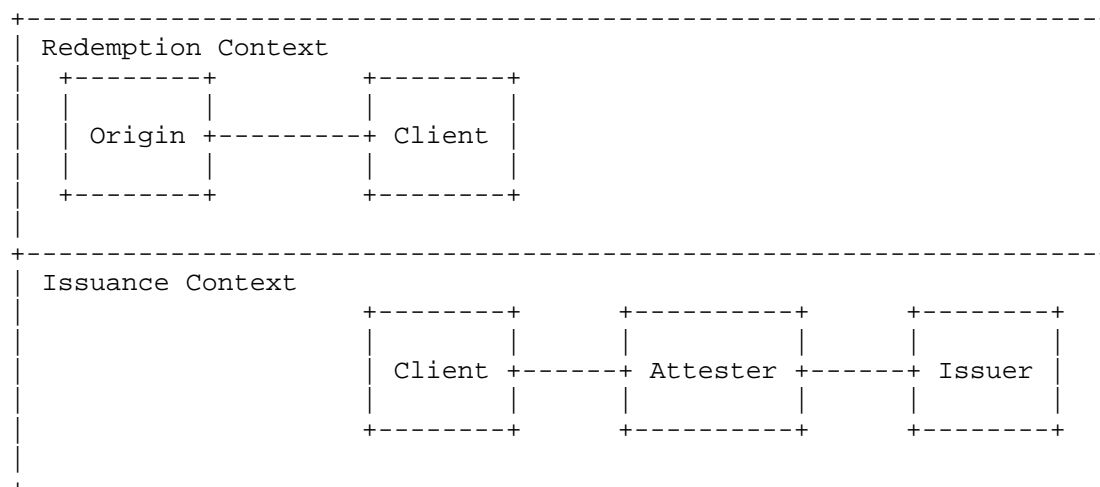 Redemption Context
Origin Client
Issuance Context
Client Attester Issuer